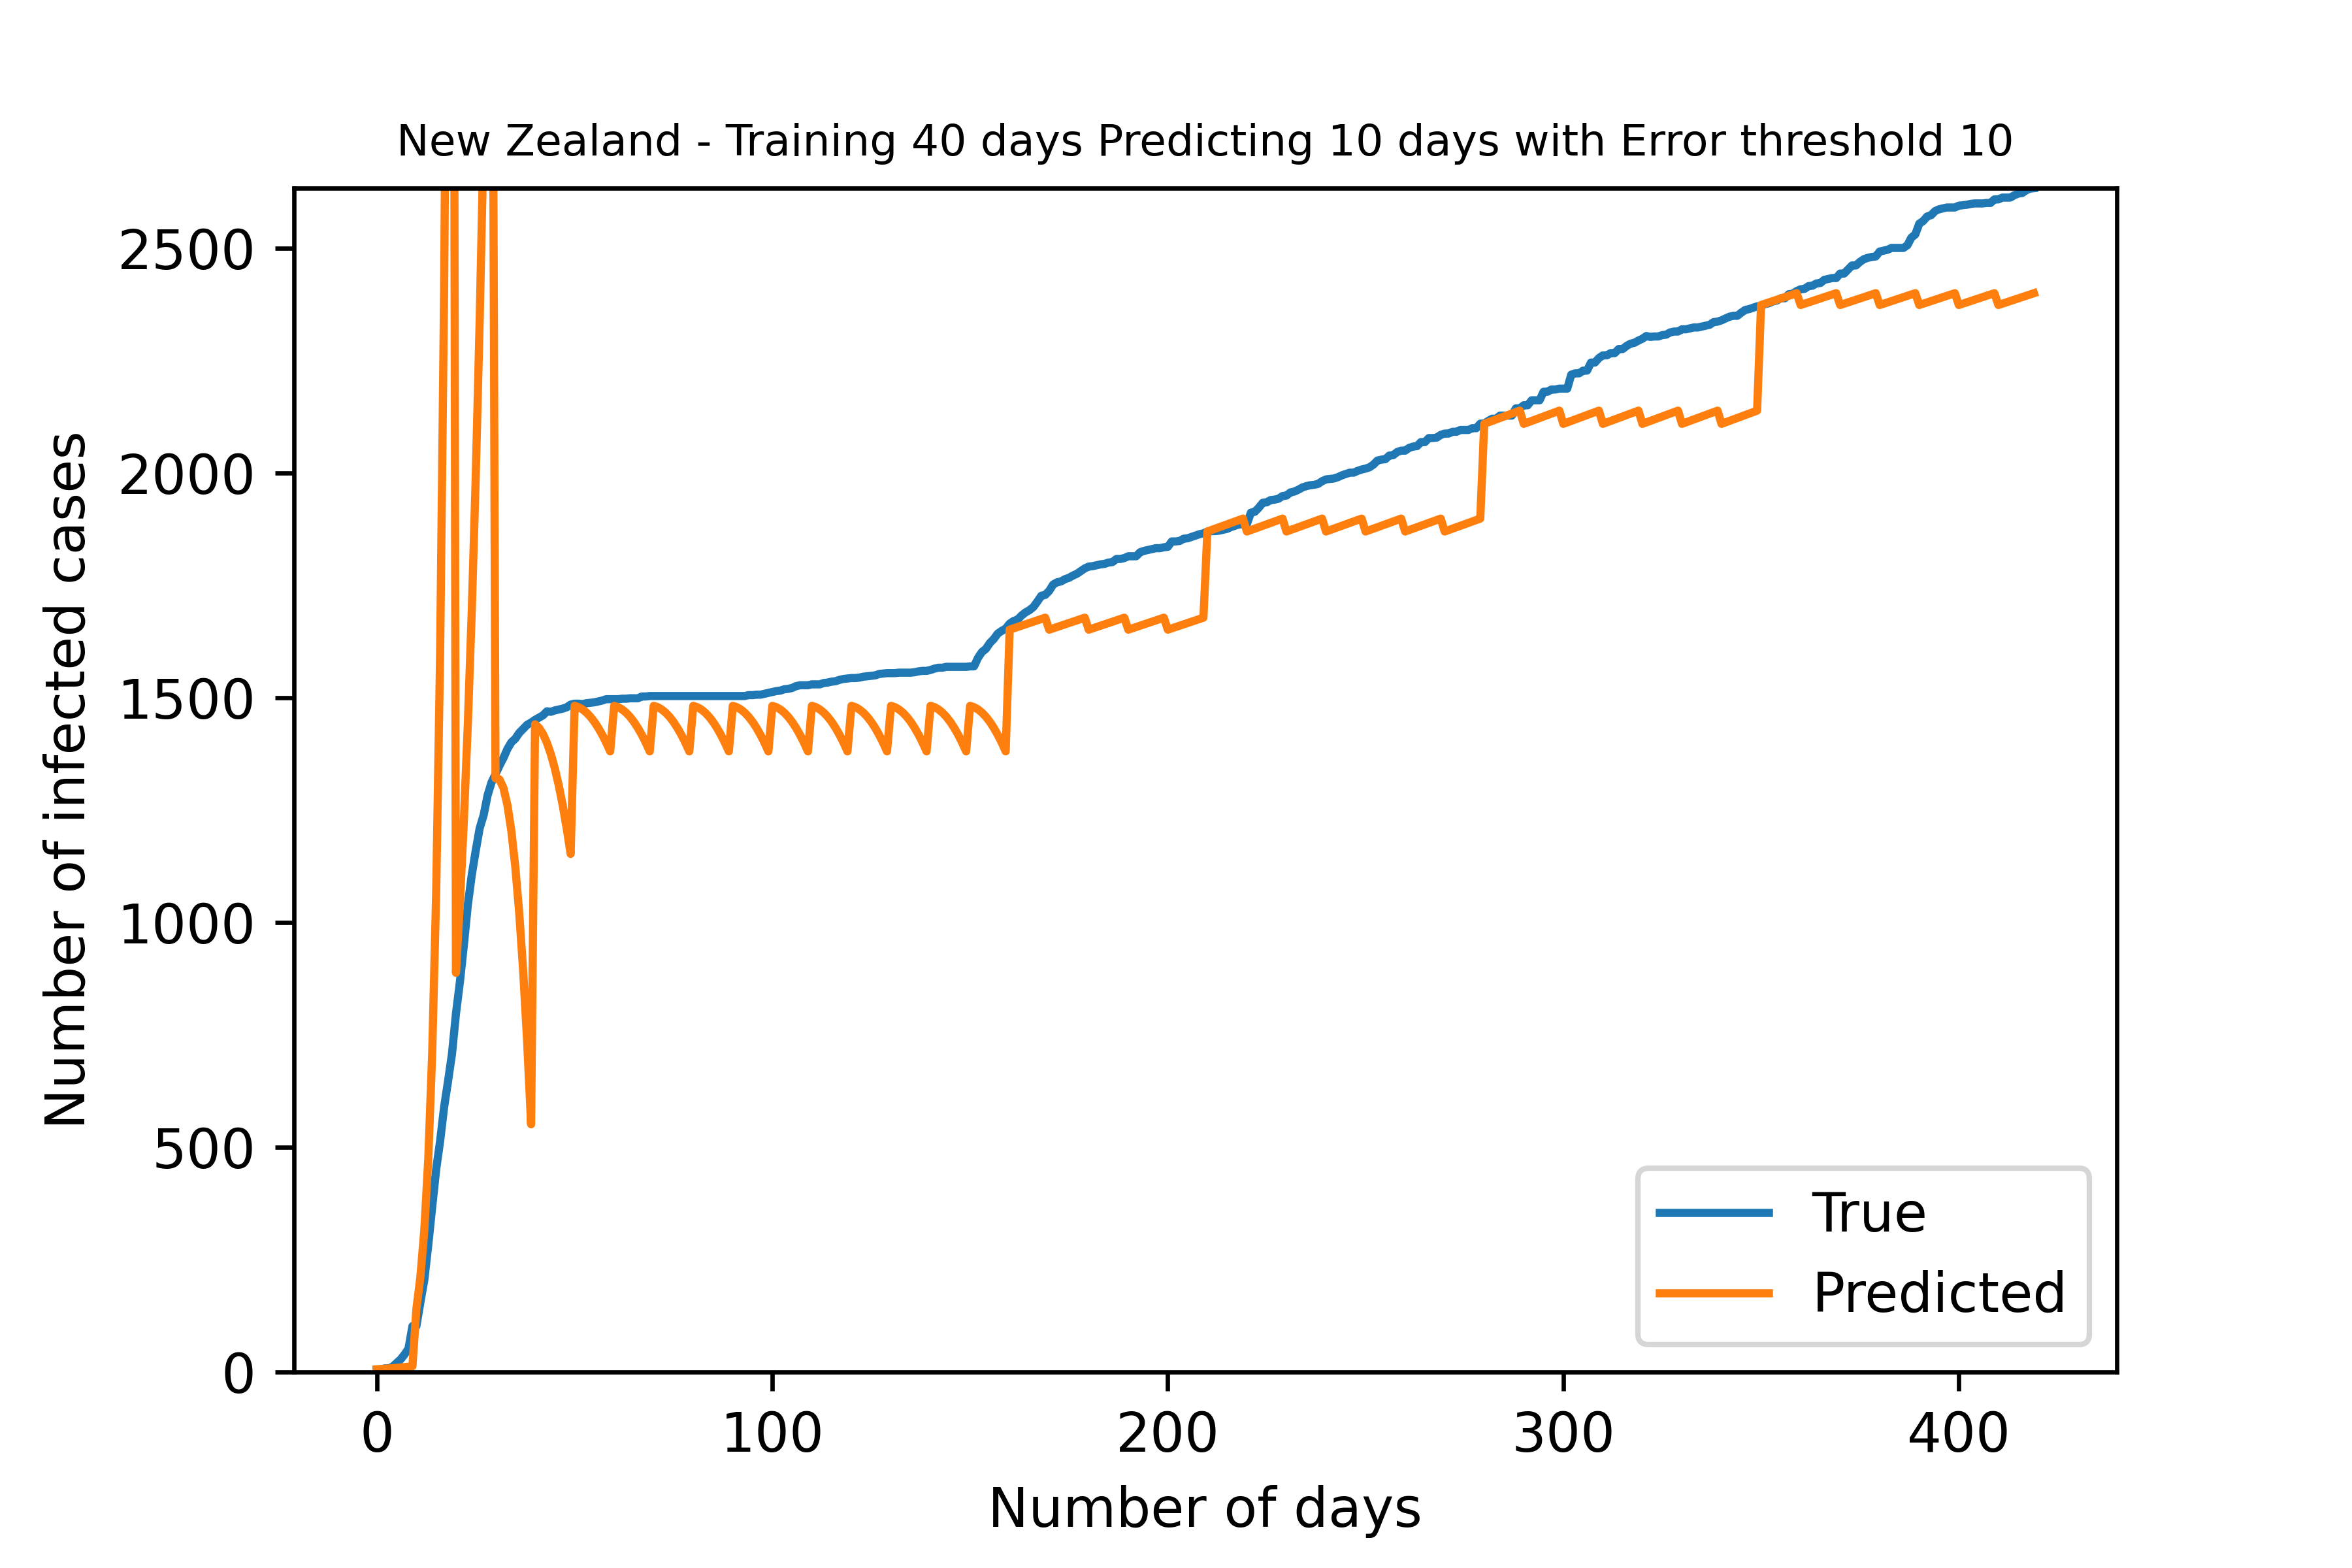 New Zealand - Training 40 days Predicting 10 days with Error threshold 10
Number of infected cases
2500
2000
1500
1000
500
0
0 100 200 300 400
Number of days
True
Predicted